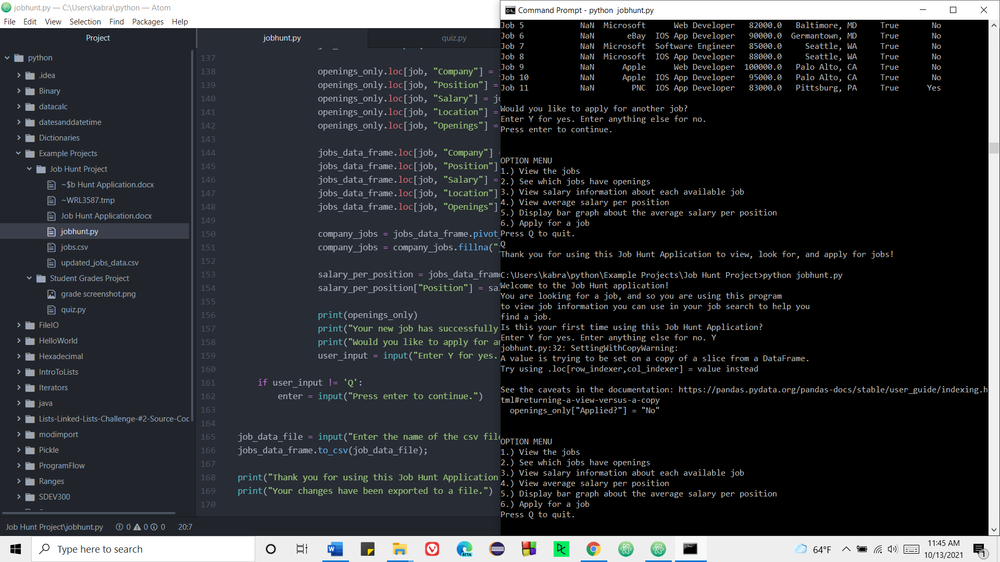 jobhunt.py — C:\Users\kabra\python — Atom
File Edit View Selection Find Packages Help
Project
python
.idea
Binary
datacalc
datesanddatetime
Dictionaries
Example Projects
Job Hunt Project
~$b Hunt Application.docx
~WRL3587.tmp
Job Hunt Application.docx
jobhunt.py
jobs.csv
updated_jobs_data.csv
Student Grades Project
grade screenshot.png
quiz.py
FileIO
HelloWorld
Hexadecimal
IntroToLists
Iterators
java
Lists-Linked-Lists-Challenge-#2-Source-Coc
modimport
Pickle
ProgramFlow
Ranges
SDEV300
jobhunt.py quiz.py
137
138 openings_only.loc[job, "Company"] =
139 openings_only.loc[job, "Position"] =
140 openings_only.loc[job, "Salary"] = jo
141 openings_only.loc[job, "Location"] =
142 openings_only.loc[job, "Openings"] =
143
144 jobs_data_frame.loc[job, "Company"] =
145 jobs_data_frame.loc[job, "Position"]
146 jobs_data_frame.loc[job, "Salary"] =
147 jobs_data_frame.loc[job, "Location"]
148 jobs_data_frame.loc[job, "Openings"]
149
150 company_jobs = jobs_data_frame.pivot_
151 company_jobs = company_jobs.fillna("
152
153 salary_per_position = jobs_data_frame
154 salary_per_position["Position"] = sal
155
156 print(openings_only)
157 print("Your new job has successfully
158 print("Would you like to apply for an
159 user_input = input("Enter Y for yes.
160
161 if user_input != 'Q':
162 enter = input("Press enter to continue.")
163
164
165 job_data_file = input("Enter the name of the csv file
166 jobs_data_frame.to_csv(job_data_file);
167
168 print("Thank you for using this Job Hunt Application
169 print("Your changes have been exported to a file.")
170
Job Hunt Project\jobhunt.py 0 0 0 20:7
Command Prompt - python jobhunt.py
Job 5 NaN Microsoft Web Developer 82000.0 Baltimore, MD True No
Job 6 NaN eBay IOS App Developer 90000.0 Germantown, MD True No
Job 7 NaN Microsoft Software Engineer 85000.0 Seattle, WA True No
Job 8 NaN Microsoft IOS App Developer 88000.0 Seattle, WA True No
Job 9 NaN Apple Web Developer 100000.0 Palo Alto, CA True No
Job 10 NaN Apple IOS App Developer 95000.0 Palo Alto, CA True No
Job 11 NaN PNC IOS App Developer 83000.0 Pittsburg, PA True Yes
Would you like to apply for another job?
Enter Y for yes. Enter anything else for no.
Press enter to continue.
OPTION MENU
1.) View the jobs
2.) See which jobs have openings
3.) View salary information about each available job
4.) View average salary per position
5.) Display bar graph about the average salary per position
6.) Apply for a job
Press Q to quit.
Q
Thank you for using this Job Hunt Application to view, look for, and apply for jobs!
C:\Users\kabra\python\Example Projects\Job Hunt Project>python jobhunt.py
Welcome to the Job Hunt application!
You are looking for a job, and so you are using this program
to view job information you can use in your job search to help you
find a job.
Is this your first time using this Job Hunt Application?
Enter Y for yes. Enter anything else for no. Y
jobhunt.py:32: SettingWithCopyWarning:
A value is trying to be set on a copy of a slice from a DataFrame.
Try using .loc[row_indexer,col_indexer] = value instead
See the caveats in the documentation: https://pandas.pydata.org/pandas-docs/stable/user_guide/indexing.h
tml#returning-a-view-versus-a-copy
openings_only["Applied?"] = "No"
OPTION MENU
1.) View the jobs
2.) See which jobs have openings
3.) View salary information about each available job
4.) View average salary per position
5.) Display bar graph about the average salary per position
6.) Apply for a job
Press Q to quit.
Type here to search
BETA
64°F
11:45 AM
10/13/2021
1